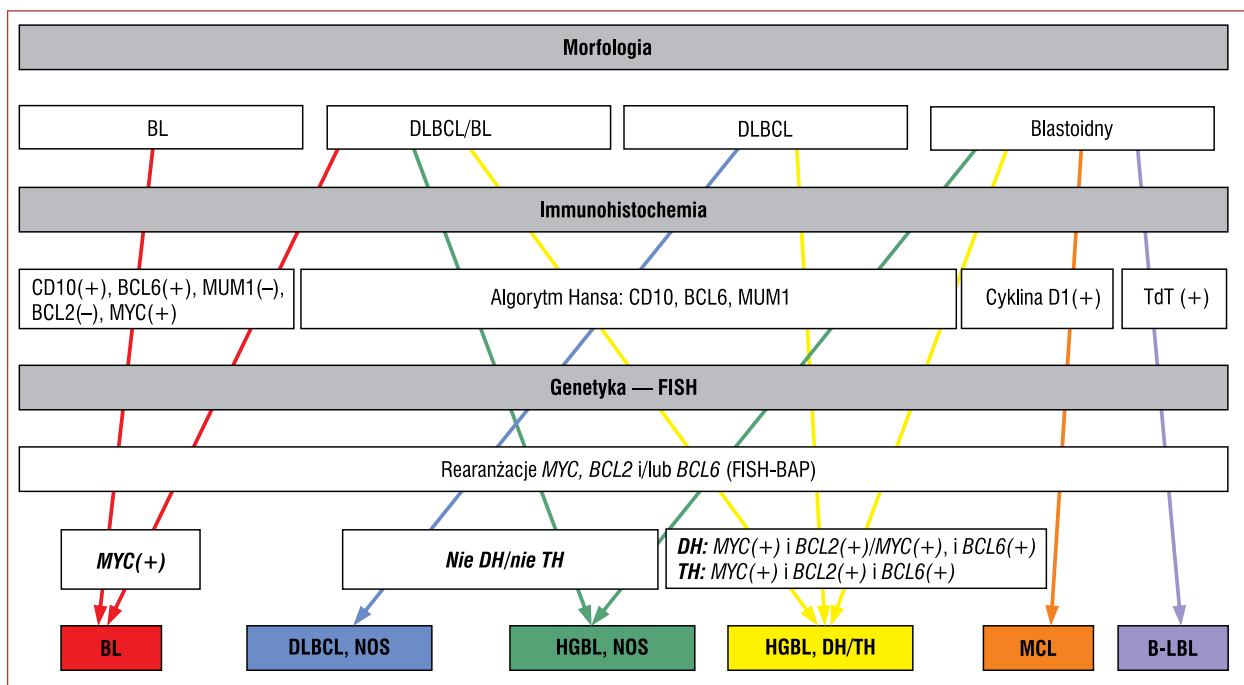 Morfologia
BL
DLBCL/BL
DLBCL
Blastoidny
Immunohistochemia
CD10(+), BCL6(+), MUM1(–),
BCL2(–), MYC(+)
Algorytm Hansa: CD10, BCL6, MUM1
Cyklina D1(+)
TdT (+)
Genetyka — FISH
Rearanżacje MYC, BCL2 i/lub BCL6 (FISH-BAP)
MYC(+)
Nie DH/nie TH
DH: MYC(+) i BCL2(+)/MYC(+), i BCL6(+)
TH: MYC(+) i BCL2(+) i BCL6(+)
BL
DLBCL, NOS
HGBL, NOS
HGBL, DH/TH
MCL
B-LBL